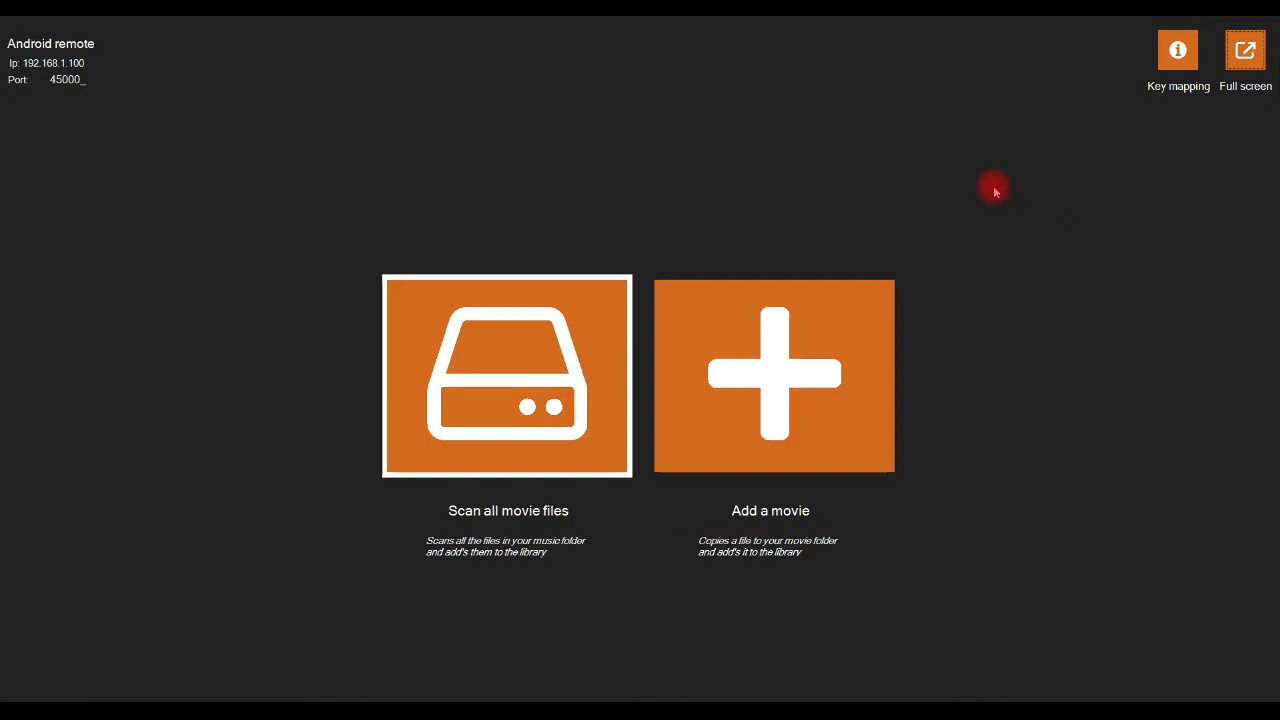 Android remote
Ip: 192.168.1.100
Port: 45000_
Key mapping
Full screen
Scan all movie files
Scans all the files in your music folder
and add's them to the library
Add a movie
Copies a file to your movie folder
and add's it to the library